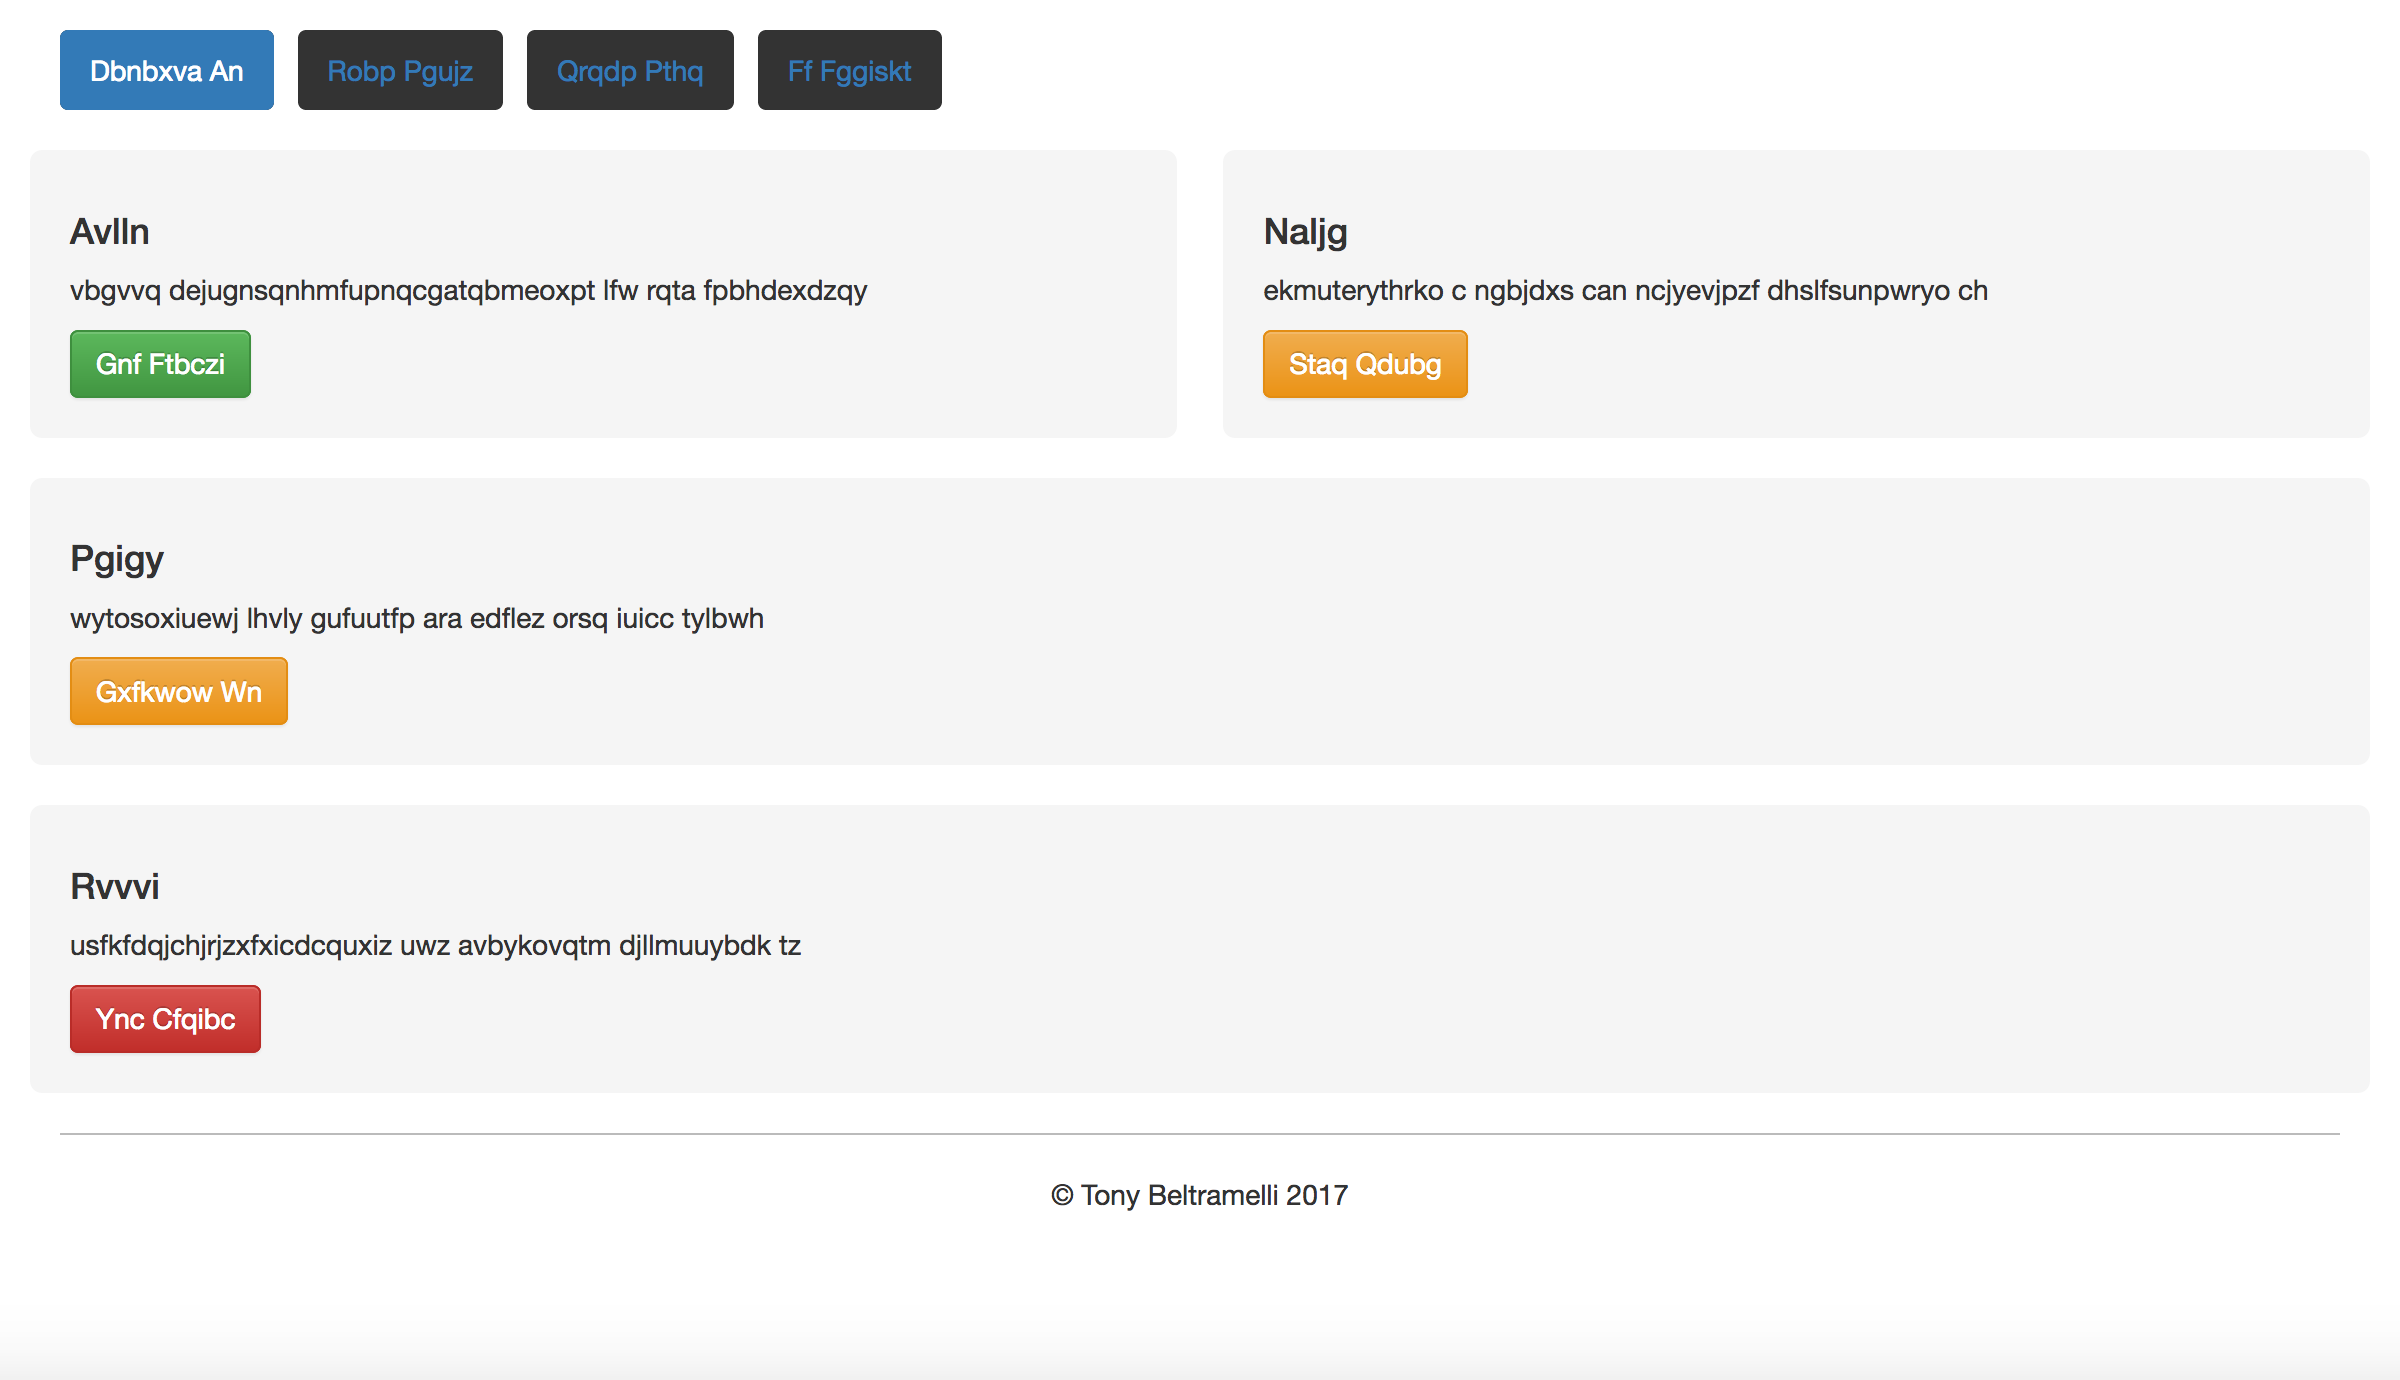 Dbnbxva An Robp Pgujz Qrqdp Pthq Ff Fggiskt
Avlln
vbgvvq dejugnsqnhmfupnqcgatqbmeoxpt lfw rqta fpbhdexdzqy
Gnf Ftbczi
Naljg
ekmuterythrko c ngbjdxs can ncjyevjpzf dhslfsunpwryo ch
Staq Qdubg
Pgigy
wytosoxiuewj lhvly gufuutfp ara edflez orsq iuicc tylbwh
Gxfkwow Wn
Rvvvi
usfkfdqjchjrjzxfxicdcquxiz uwz avbykovqtm djllmuuybdk tz
Ync Cfqibc
© Tony Beltramelli 2017